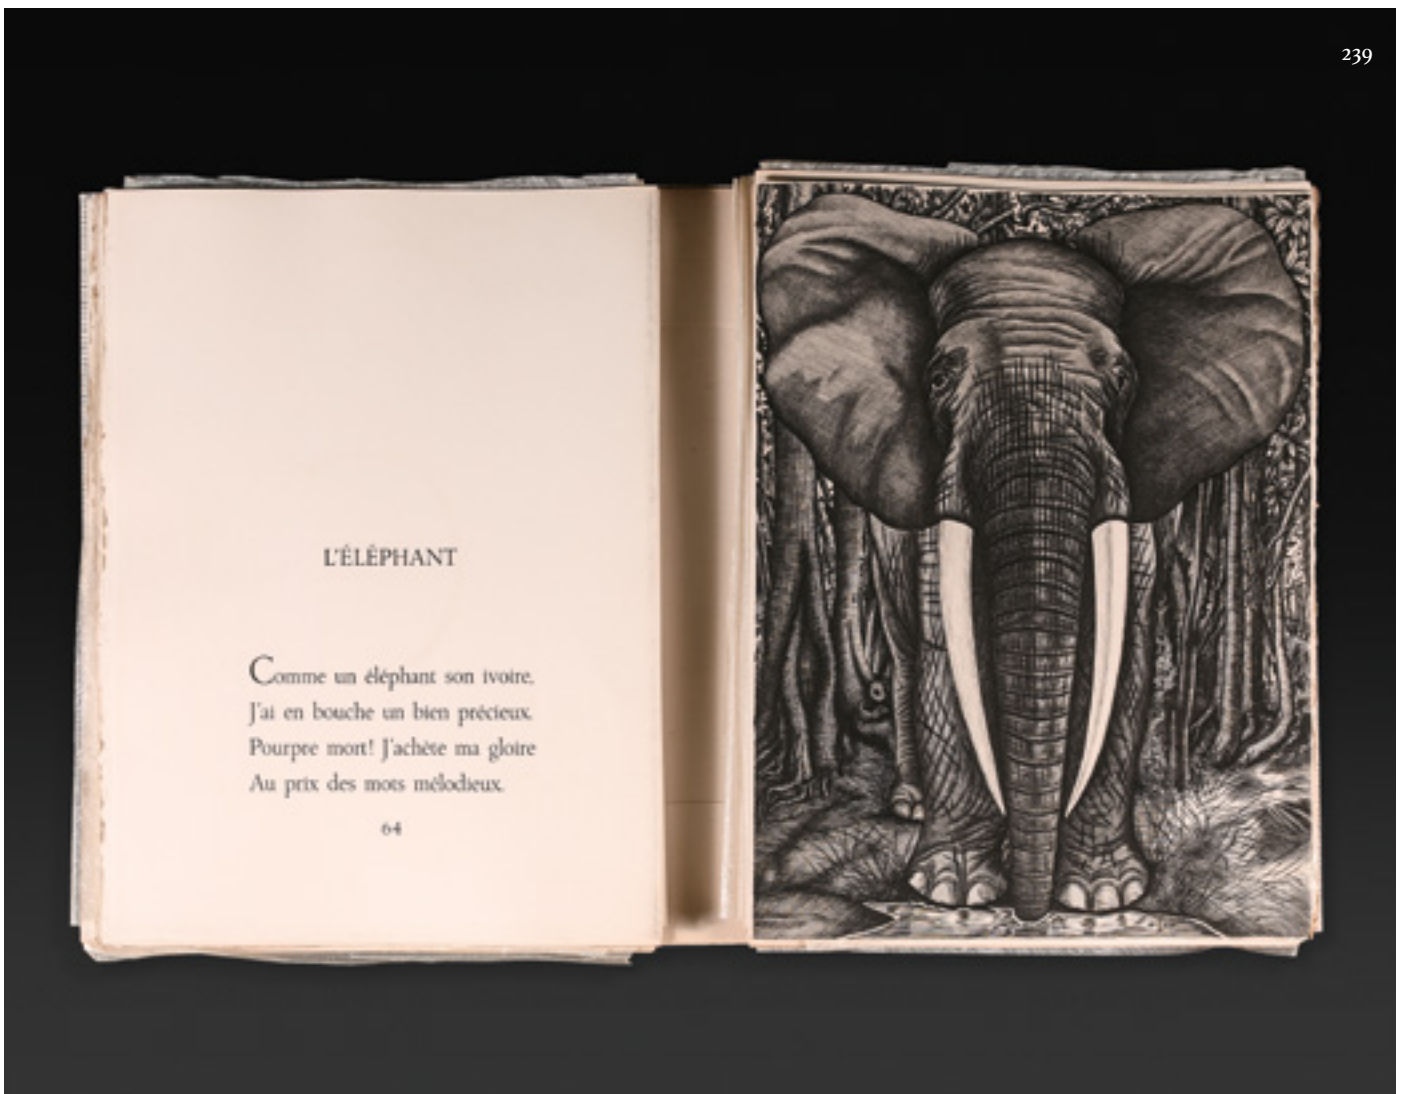 239
L'ÉLÉPHANT
Comme un éléphant son ivoire,
J'ai en bouche un bien précieux.
Pourpre mort! J'achète ma gloire
Au prix des mots mélodieux.
64